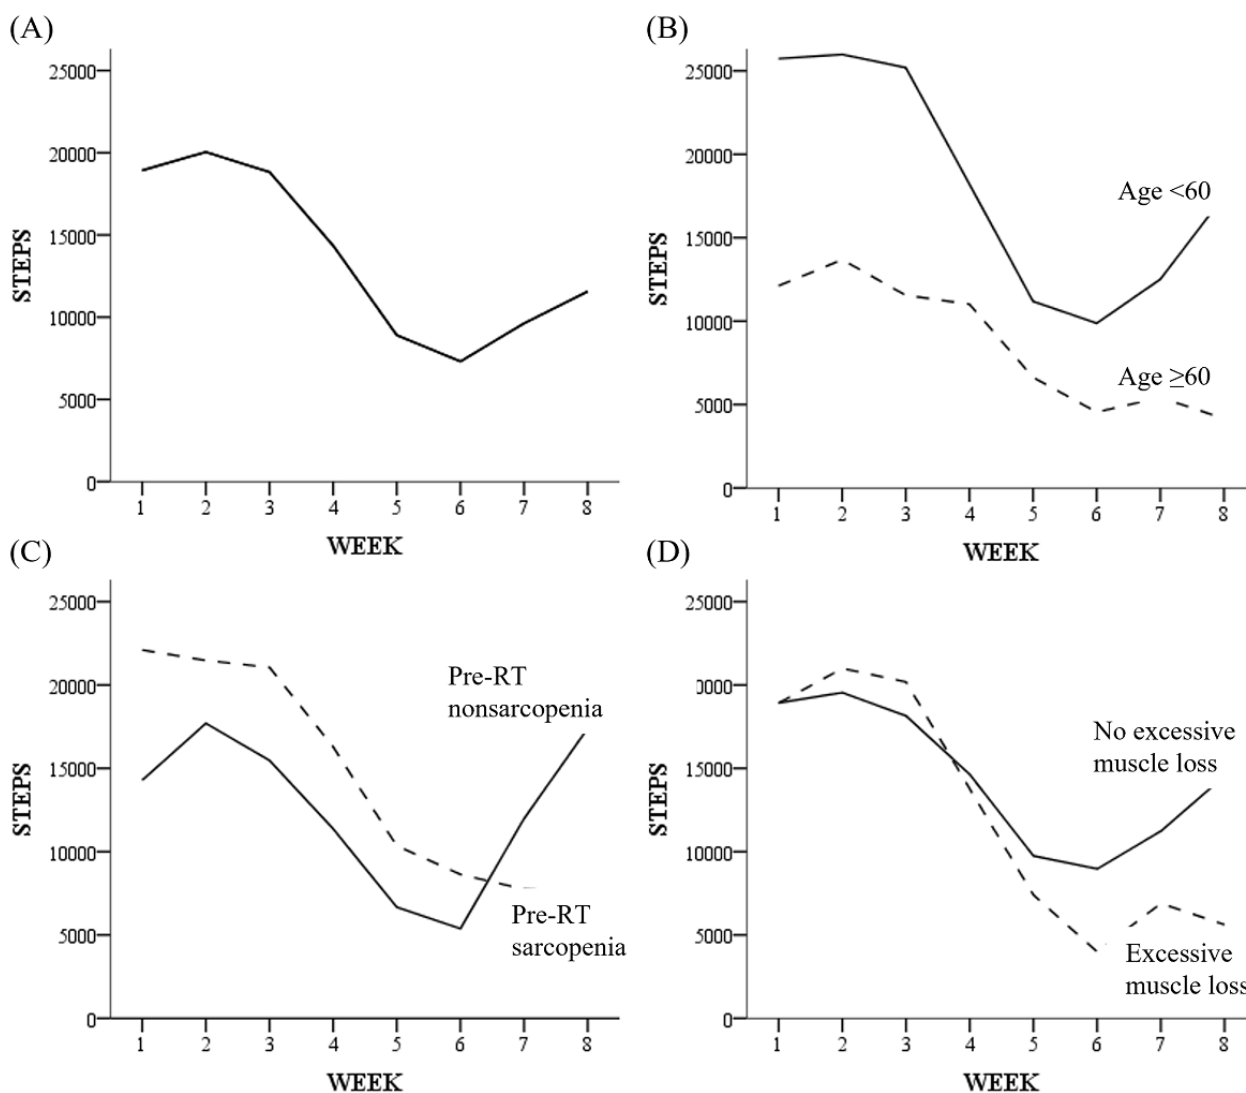 (A)
25000
20000
15000
10000
5000
0
STEPS
1 2 3 4 5 6 7 8
WEEK
(B)
25000
20000
15000
10000
5000
0
STEPS
Age <60
Age ≥60
1 2 3 4 5 6 7 8
WEEK
(C)
25000
20000
15000
10000
5000
0
STEPS
Pre-RT
nonsarcopenia
Pre-RT
sarcopenia
1 2 3 4 5 6 7 8
WEEK
(D)
25000
0000
15000
10000
5000
0
STEPS
No excessive
muscle loss
Excessive
muscle loss
1 2 3 4 5 6 7 8
WEEK